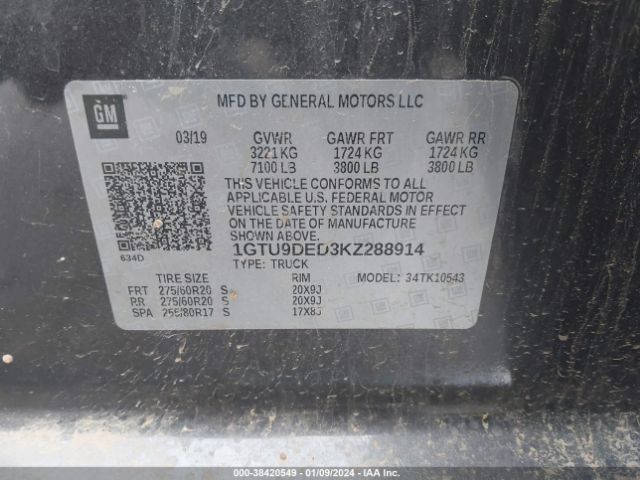 GM
MFD BY GENERAL MOTORS LLC
03/19 GVWR GAWR FRT GAWR RR
3221 KG 1724 KG 1724 KG
7100 LB 3800 LB 3800 LB
THIS VEHICLE CONFORMS TO ALL
APPLICABLE U.S. FEDERAL MOTOR
VEHICLE SAFETY STANDARDS IN EFFECT
ON THE DATE OF MANUFACTURE
SHOWN ABOVE.
1GTU9DED3KZ288914
634D
TYPE: TRUCK
TIRE SIZE RIM MODEL: 34TK10543
FRT 275/60R20 S 20X9J
RR 275/60R20 S 20X9J
SPA 255/80R17 S 17X8J
000-38420549 - 01/09/2024 - IAA Inc.